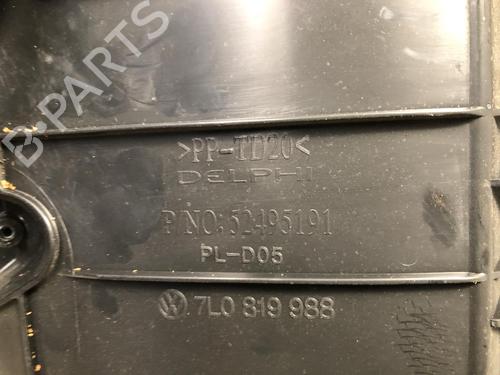 B-PARTS
>PP-TD20<
DELPHI
P/NO:52495191
PL-D05
7L0 819 988